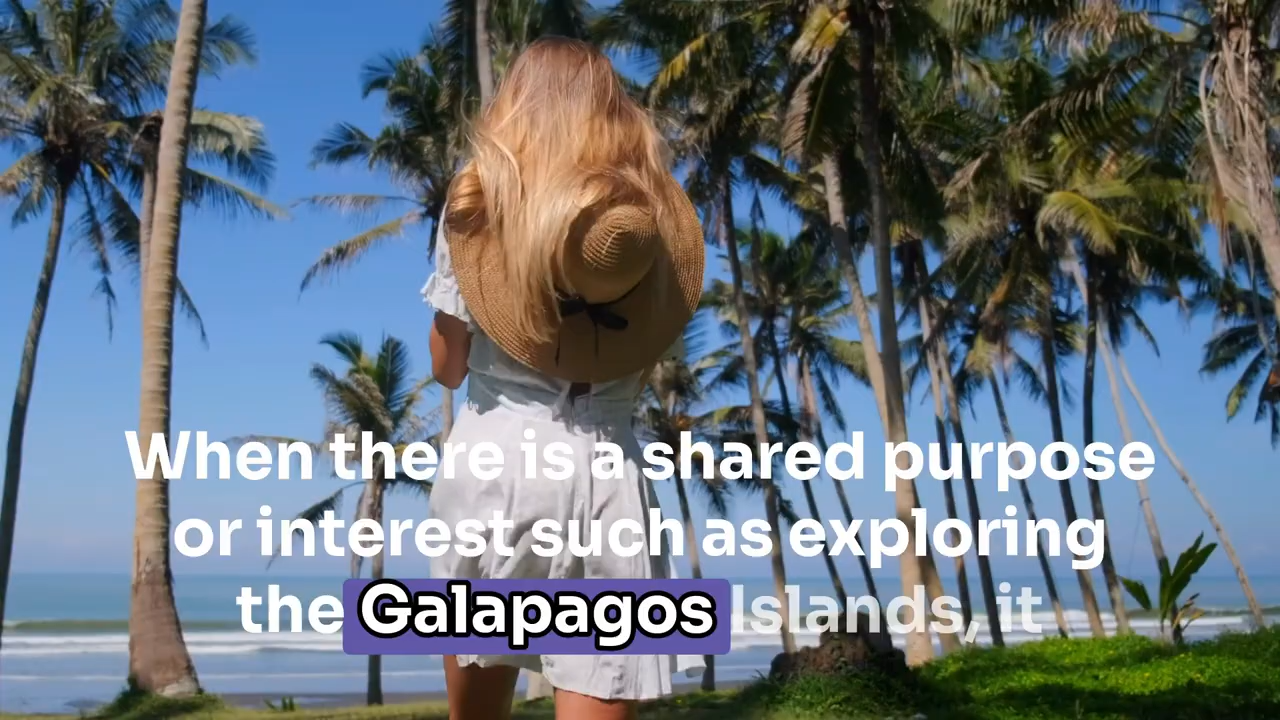 When there is a shared purpose
or interest such as exploring
the Galapagos Islands, it